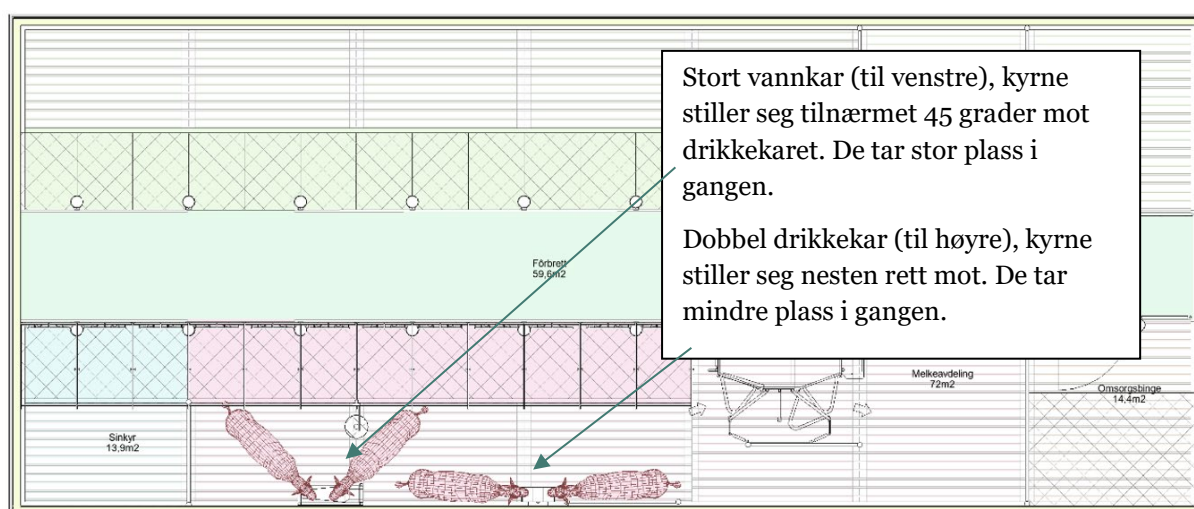 Stort vannkar (til venstre), kyrne
stiller seg tilnærmet 45 grader mot
drikkekaret. De tar stor plass i
gangen.
Dobbel drikkekar (til høyre), kyrne
stiller seg nesten rett mot. De tar
mindre plass i gangen.
Fôrbrett
59,6m2
Melkeavdeling
72m2
Omsorgsbinge
14,4m2
Sinkyr
13,9m2